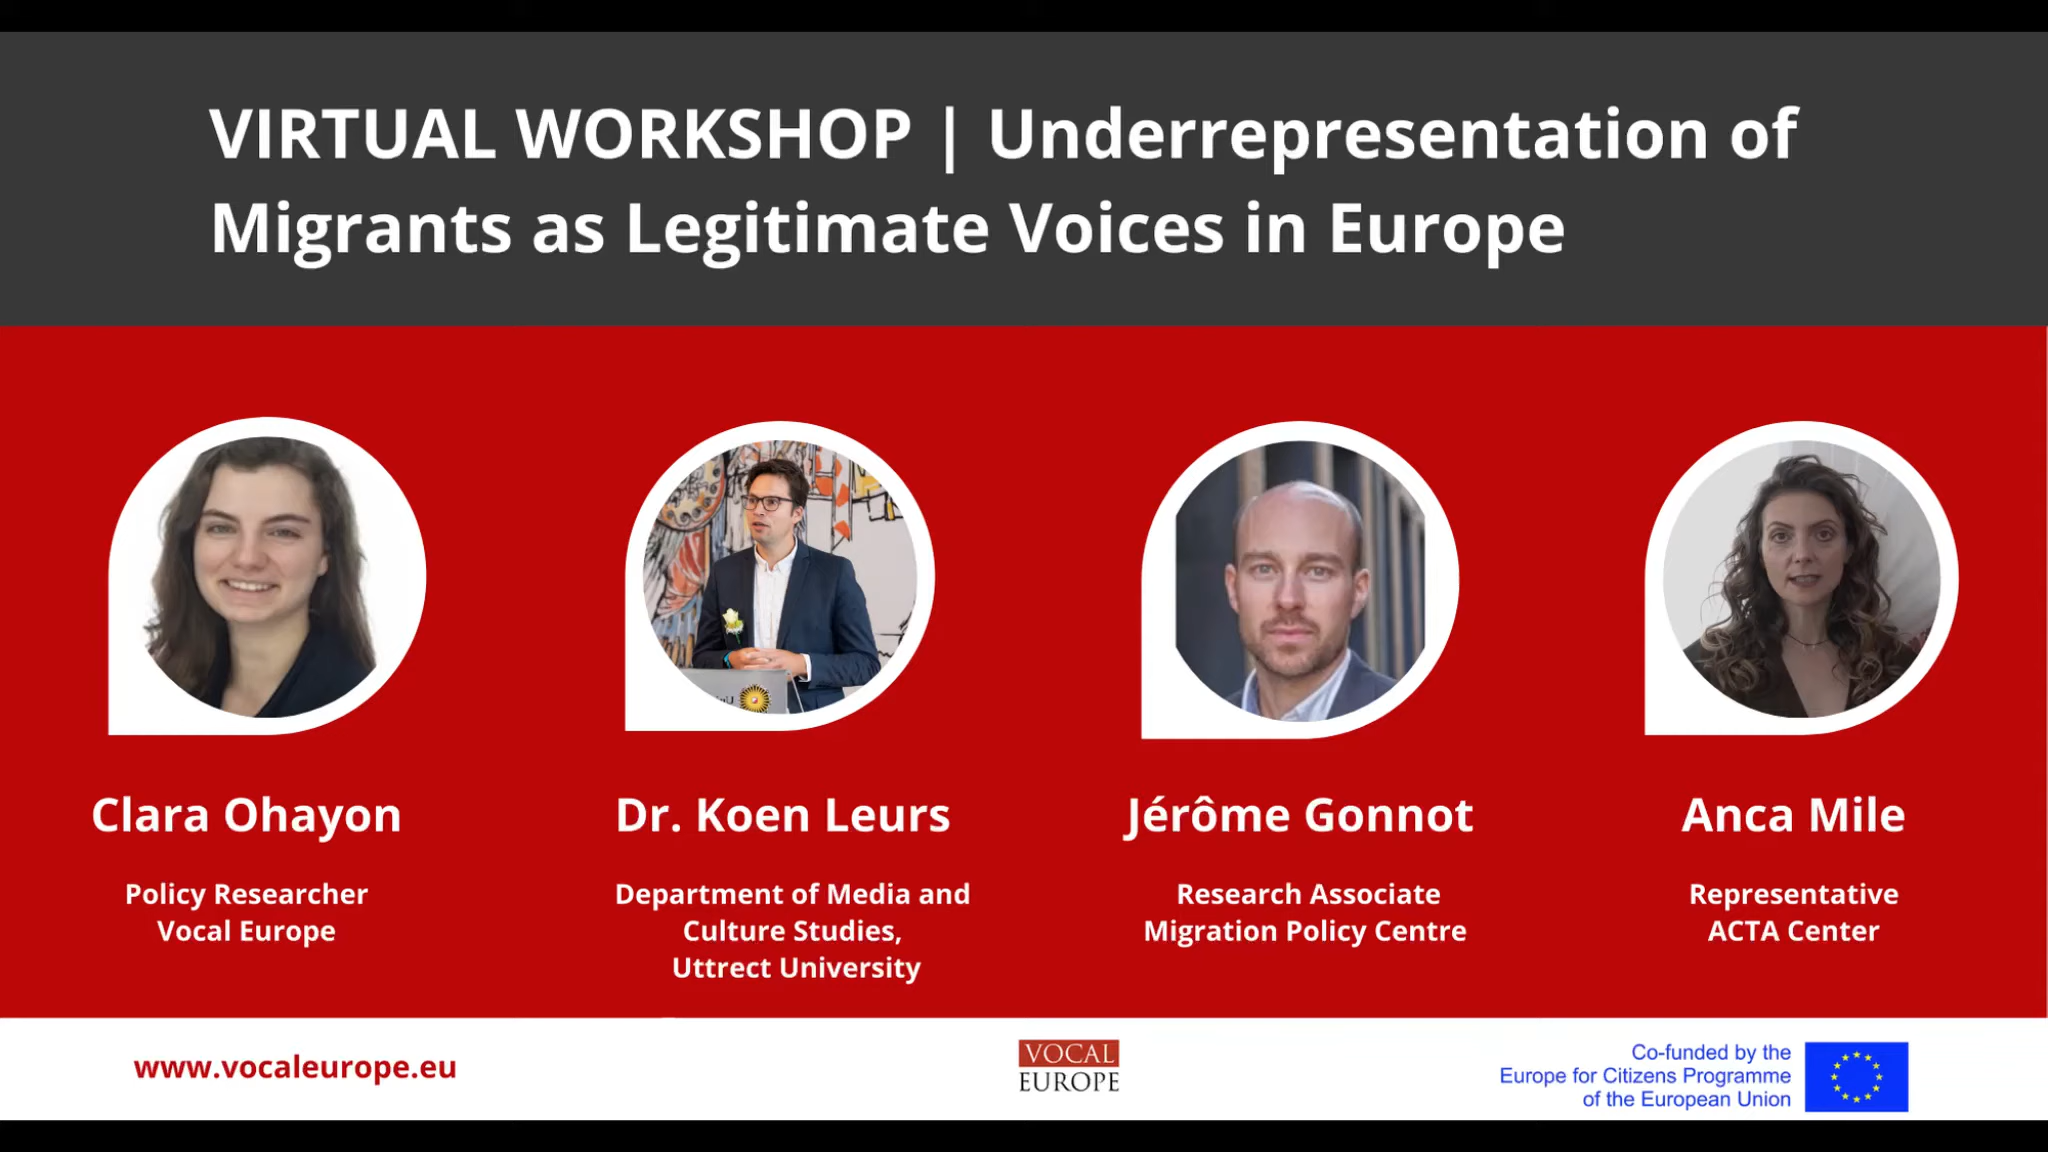 VIRTUAL WORKSHOP | Underrepresentation of
Migrants as Legitimate Voices in Europe
Clara Ohayon
Policy Researcher
Vocal Europe
Dr. Koen Leurs
Department of Media and
Culture Studies,
Uttrect University
Jérôme Gonnot
Research Associate
Migration Policy Centre
Anca Mile
Representative
ACTA Center
www.vocaleurope.eu
VOCAL
EUROPE
Co-funded by the
Europe for Citizens Programme
of the European Union